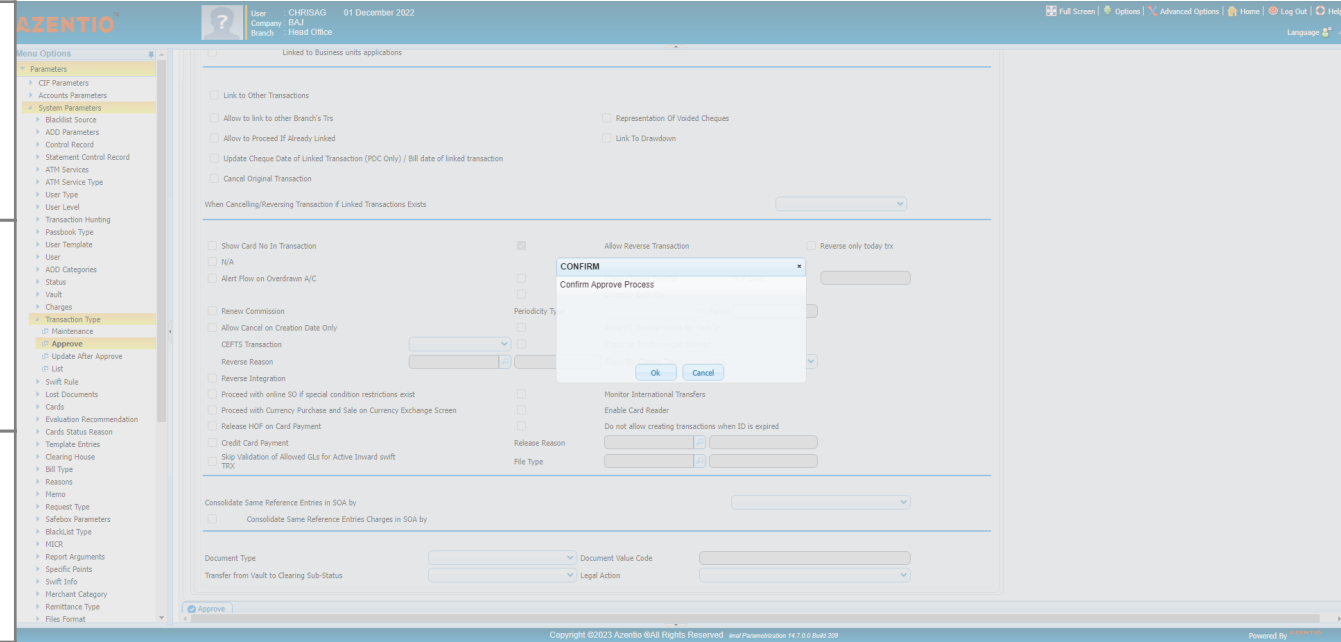 AZENTIO
User : CHRISAG 01 December 2022
Company : BAJ
Branch : Head Office
Full Screen | Options | Advanced Options | Home | Log Out | Help
Language
Menu Options
Parameters
CIF Parameters
Accounts Parameters
System Parameters
Blacklist Source
ADD Parameters
Control Record
Statement Control Record
ATM Services
ATM Service Type
User Type
User Level
Transaction Hunting
Passbook Type
User Template
User
ADD Categories
Status
Vault
Charges
Transaction Type
Maintenance
Approve
Update After Approve
List
Swift Rule
Lost Documents
Cards
Evaluation Recommendation
Cards Status Reason
Template Entries
Clearing House
Bill Type
Reasons
Memo
Request Type
Safebox Parameters
BlackList Type
MICR
Report Arguments
Specific Points
Swift Info
Merchant Category
Remittance Type
Files Format
Linked to Business units applications
Link to Other Transactions
Allow to link to other Branch's Trs Representation Of Voided Cheques
Allow to Proceed If Already Linked Link To Drawdown
Update Cheque Date of Linked Transaction (PDC Only) / Bill date of linked transaction
Cancel Original Transaction
When Cancelling/Reversing Transaction if Linked Transactions Exists
Show Card No In Transaction Allow Reverse Transaction Reverse only today trx
N/A
Alert Flow on Overdrawn A/C
Renew Commission Periodicity Ty
Allow Cancel on Creation Date Only
CEFTS Transaction
Reverse Reason
Reverse Integration
CONFIRM
Confirm Approve Process
Ok Cancel
Proceed with online SO if special condition restrictions exist Monitor International Transfers
Proceed with Currency Purchase and Sale on Currency Exchange Screen Enable Card Reader
Release HOF on Card Payment Do not allow creating transactions when ID is expired
Credit Card Payment Release Reason
Skip Validation of Allowed GLs for Active Inward swift
TRX File Type
Consolidate Same Reference Entries in SOA by
Consolidate Same Reference Entries Charges in SOA by
Document Type Document Value Code
Transfer from Vault to Clearing Sub-Status Legal Action
Approve
Copyright ©2023 Azentio ®All Rights Reserved imal Parametrization 14.7.0.0 Build 209 Powered By